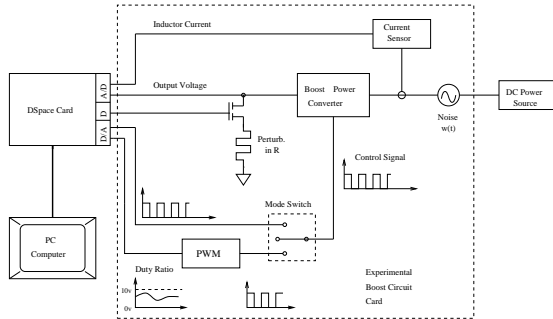 Inductor Current
Current
Sensor
DSpace Card
A/D
D
D/A
Output Voltage
Boost Power
Converter
DC Power
Source
Noise
w(t)
Perturb.
in R
Control Signal
Mode Switch
PC
Computer
PWM
Duty Ratio
10v
0v
Experimental
Boost Circuit
Card